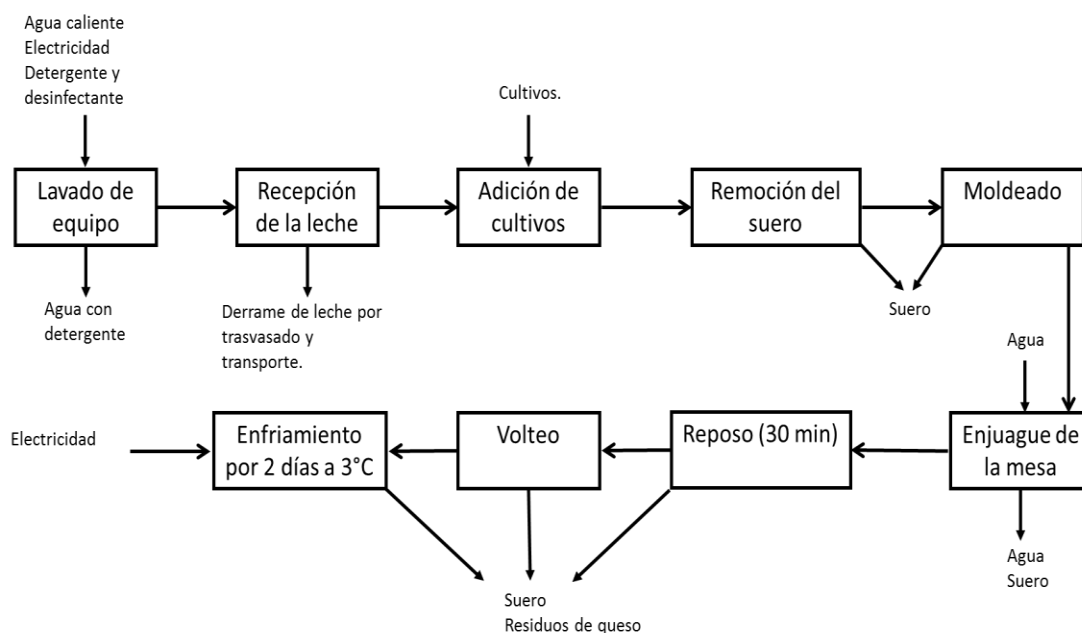 Agua caliente
Electricidad
Detergente y
desinfectante
Cultivos.
Lavado de
equipo
Recepción
de la leche
Adición de
cultivos
Remoción del
suero
Moldeado
Agua con
detergente
Derrame de leche por
trasvasado y
transporte.
Suero
Agua
Electricidad
Enfriamiento
por 2 días a 3°C
Volteo
Reposo (30 min)
Enjuague de
la mesa
Agua
Suero
Suero
Residuos de queso